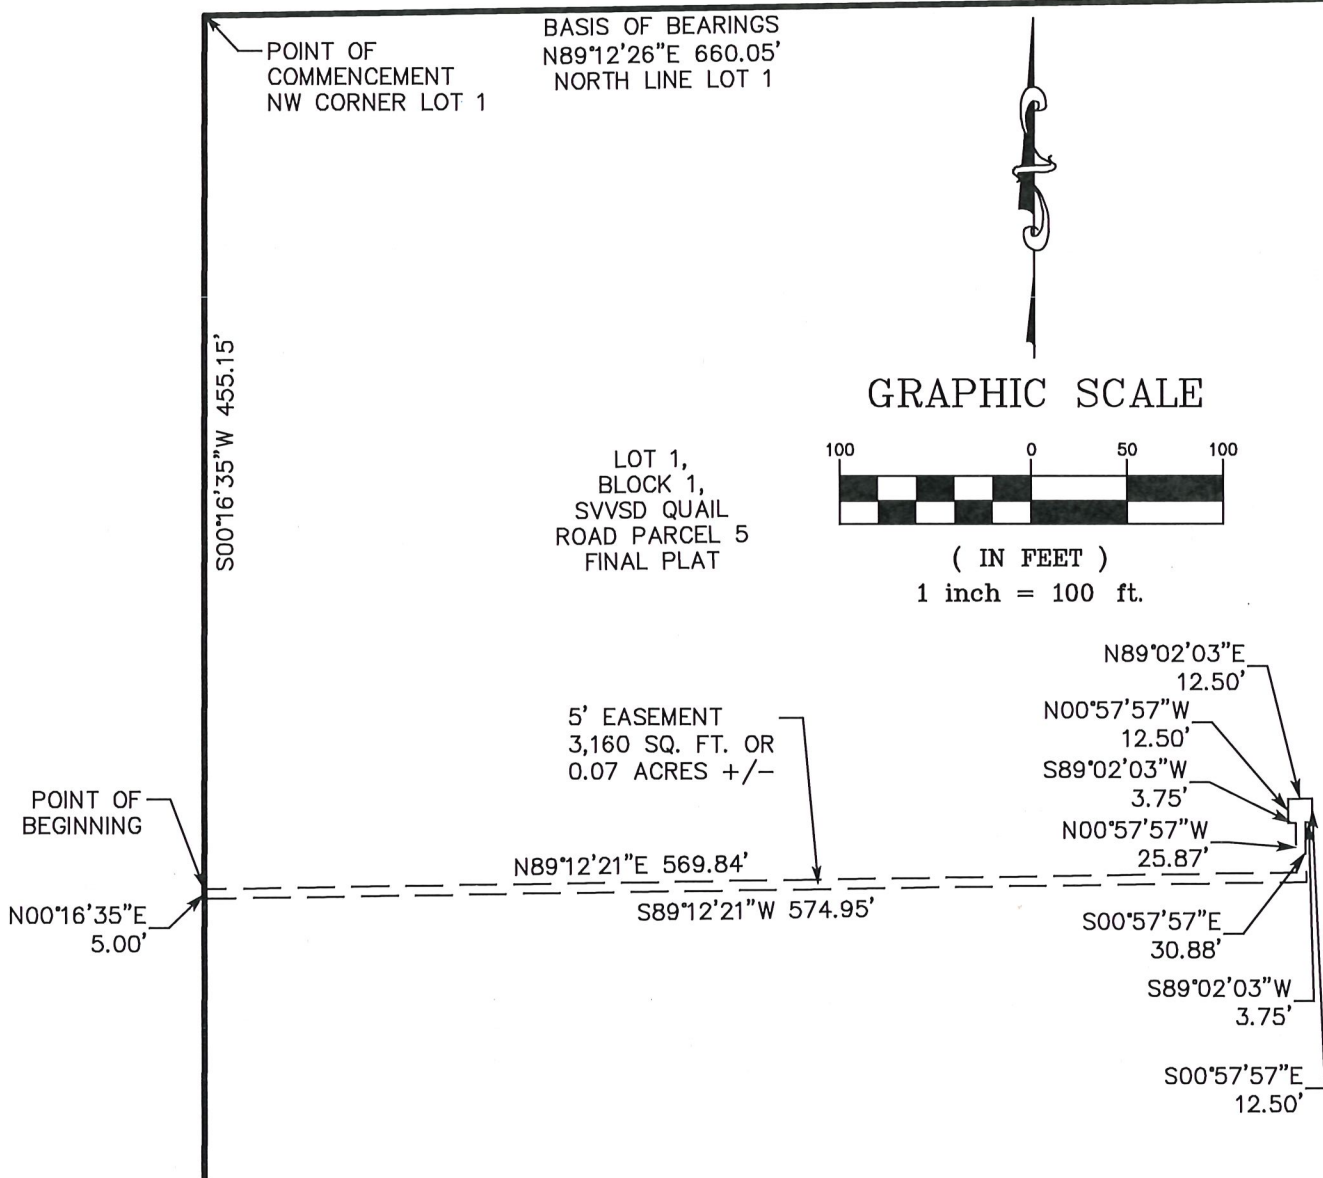 BASIS OF BEARINGS
N89°12'26"E 660.05'
NORTH LINE LOT 1
POINT OF
COMMENCEMENT
NW CORNER LOT 1
S00°16'35"W 455.15'
GRAPHIC SCALE
100 0 50 100
( IN FEET )
1 inch = 100 ft.
LOT 1,
BLOCK 1,
SVVSD QUAIL
ROAD PARCEL 5
FINAL PLAT
N89°02'03"E
12.50'
N00°57'57"W
12.50'
S89°02'03"W
3.75'
N00°57'57"W
25.87'
5' EASEMENT
3,160 SQ. FT. OR
0.07 ACRES +/-
POINT OF
BEGINNING
N89°12'21"E 569.84'
S89°12'21"W 574.95'
N00°16'35"E
5.00'
S00°57'57"E
30.88'
S89°02'03"W
3.75'
S00°57'57"E
12.50'